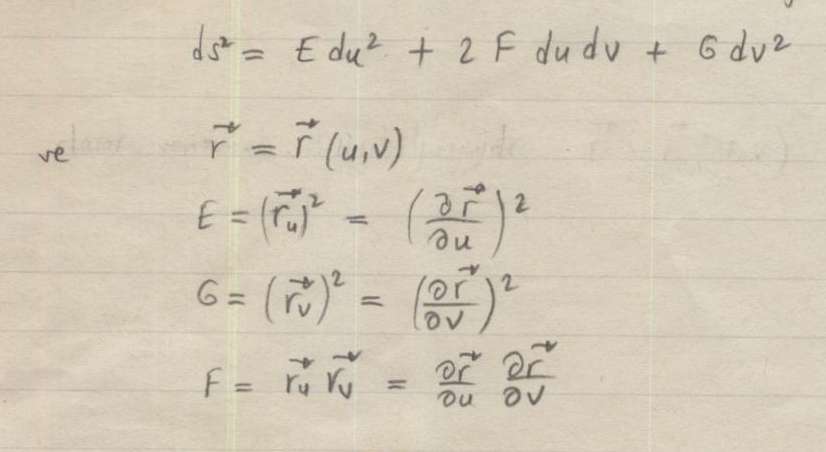 ds² = E du² + 2 F du dv + G dv²
ve r⃗ = r⃗ (u,v)
E = (r⃗ᵤ)² = (∂r⃗/∂u)²
G = (r⃗ᵥ)² = (∂r⃗/∂v)²
F = r⃗ᵤ r⃗ᵥ = ∂r⃗/∂u ∂r⃗/∂v